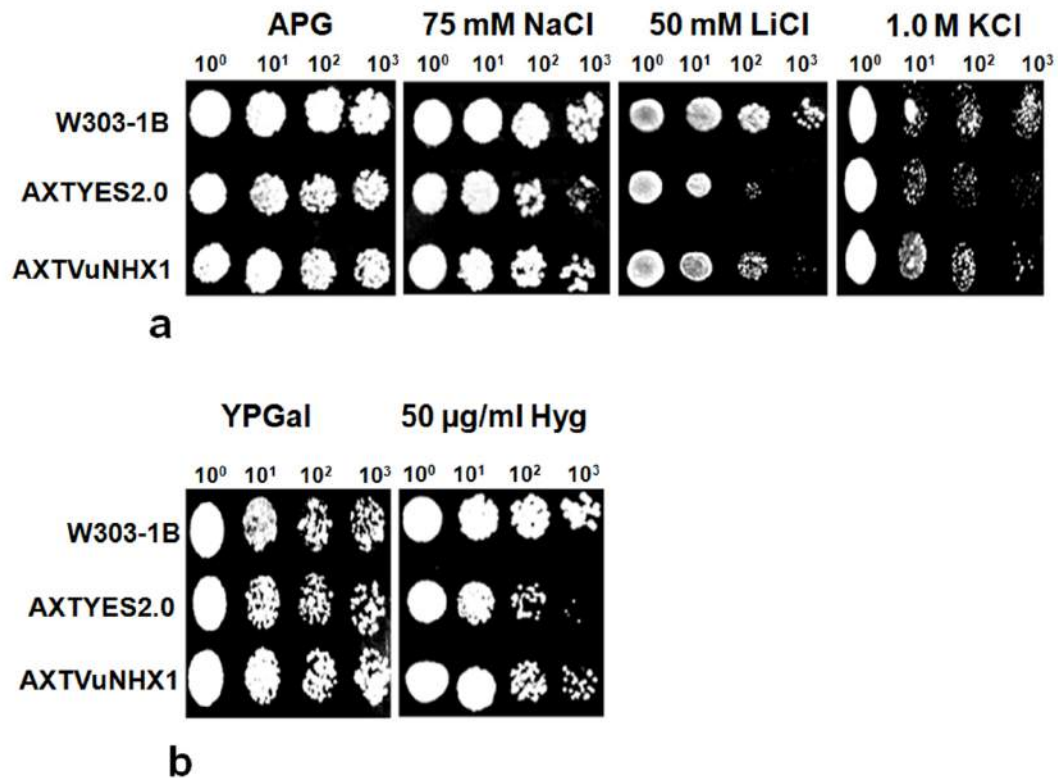 APG 75 mM NaCl 50 mM LiCl 1.0 M KCl
10⁰ 10¹ 10² 10³ 10⁰ 10¹ 10² 10³ 10⁰ 10¹ 10² 10³ 10⁰ 10¹ 10² 10³
W303-1B
AXTYES2.0
AXTVuNHX1
a
YPGal 50 µg/ml Hyg
10⁰ 10¹ 10² 10³ 10⁰ 10¹ 10² 10³
W303-1B
AXTYES2.0
AXTVuNHX1
b